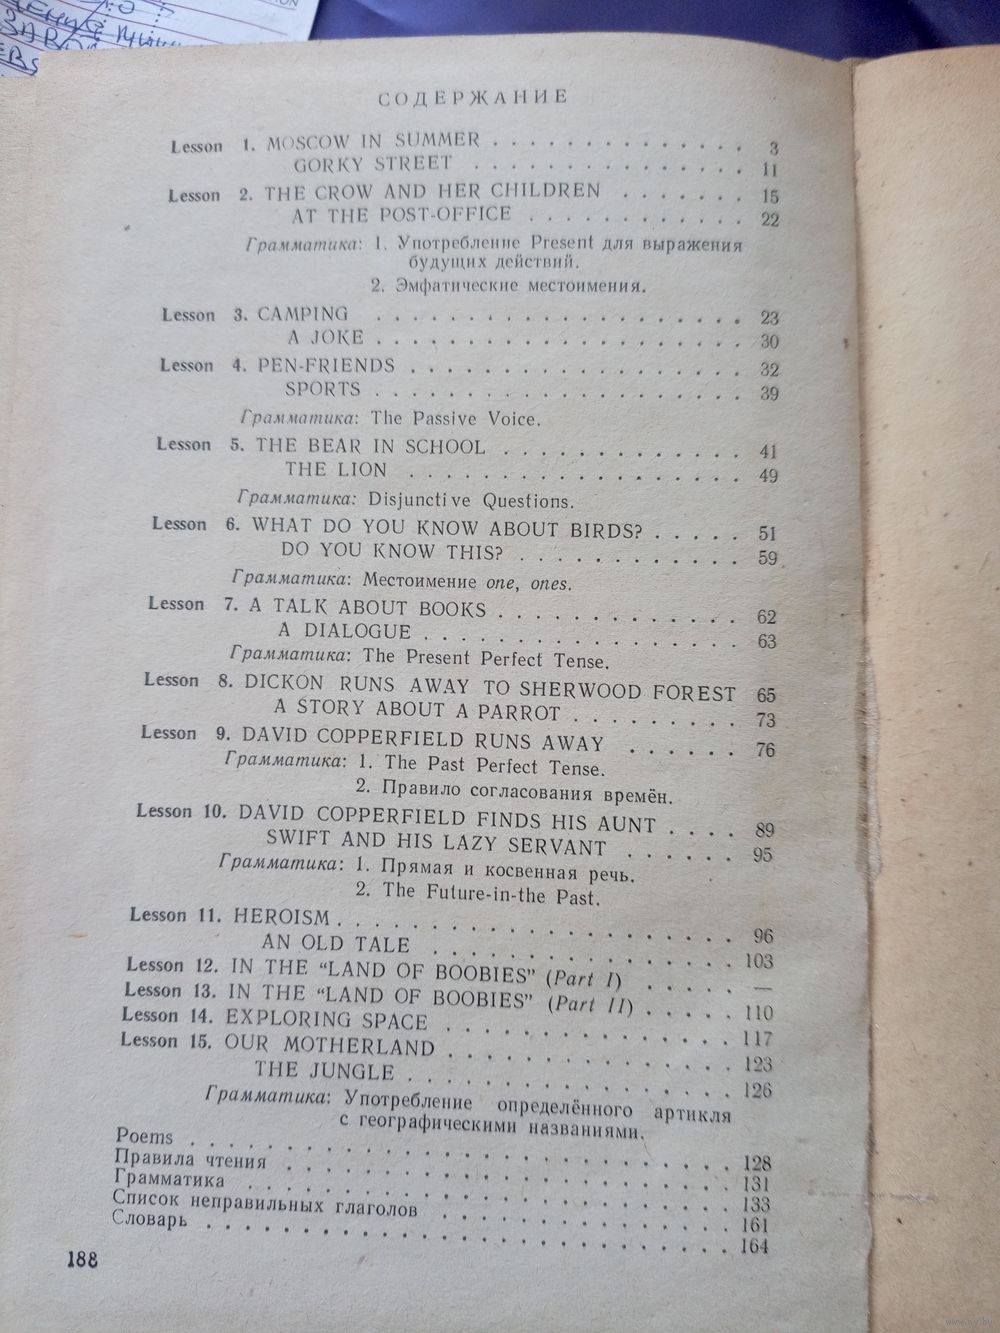 СОДЕРЖАНИЕ
Lesson 1. MOSCOW IN SUMMER . . . . . . . . . . . . . . 3
GORKY STREET . . . . . . . . . . . . . . . 11
Lesson 2. THE CROW AND HER CHILDREN . . . . . . . 15
AT THE POST-OFFICE . . . . . . . . . . . . 22
Грамматика: 1. Употребление Present для выражения
будущих действий.
2. Эмфатические местоимения.
Lesson 3. CAMPING . . . . . . . . . . . . . . . . . . . . 23
A JOKE . . . . . . . . . . . . . . . . . . . . 30
Lesson 4. PEN-FRIENDS . . . . . . . . . . . . . . . . . . 32
SPORTS . . . . . . . . . . . . . . . . . . . . 39
Грамматика: The Passive Voice.
Lesson 5. THE BEAR IN SCHOOL . . . . . . . . . . . . . 41
THE LION . . . . . . . . . . . . . . . . . . 49
Грамматика: Disjunctive Questions.
Lesson 6. WHAT DO YOU KNOW ABOUT BIRDS? . . . . . 51
DO YOU KNOW THIS? . . . . . . . . . . . . 59
Грамматика: Местоимение one, ones.
Lesson 7. A TALK ABOUT BOOKS . . . . . . . . . . . . . 62
A DIALOGUE . . . . . . . . . . . . . . . . . 63
Грамматика: The Present Perfect Tense.
Lesson 8. DICKON RUNS AWAY TO SHERWOOD FOREST 65
A STORY ABOUT A PARROT . . . . . . . . . 73
Lesson 9. DAVID COPPERFIELD RUNS AWAY . . . . . . 76
Грамматика: 1. The Past Perfect Tense.
2. Правило согласования времён.
Lesson 10. DAVID COPPERFIELD FINDS HIS AUNT . . . . 89
SWIFT AND HIS LAZY SERVANT . . . . . . 95
Грамматика: 1. Прямая и косвенная речь.
2. The Future-in-the Past.
Lesson 11. HEROISM . . . . . . . . . . . . . . . . . . . . 96
AN OLD TALE . . . . . . . . . . . . . . . . 103
Lesson 12. IN THE “LAND OF BOOBIES” (Part I) . . . . . —
Lesson 13. IN THE “LAND OF BOOBIES” (Part II) . . . . . 110
Lesson 14. EXPLORING SPACE . . . . . . . . . . . . . . . 117
Lesson 15. OUR MOTHERLAND . . . . . . . . . . . . . . . 123
THE JUNGLE . . . . . . . . . . . . . . . . . 126
Грамматика: Употребление определённого артикля
с географическими названиями.
Poems . . . . . . . . . . . . . . . . . . . . . . . . . . . . 128
Правила чтения . . . . . . . . . . . . . . . . . . . . . . . 131
Грамматика . . . . . . . . . . . . . . . . . . . . . . . . . 133
Список неправильных глаголов . . . . . . . . . . . . . . . 161
Словарь . . . . . . . . . . . . . . . . . . . . . . . . . . . 164
188